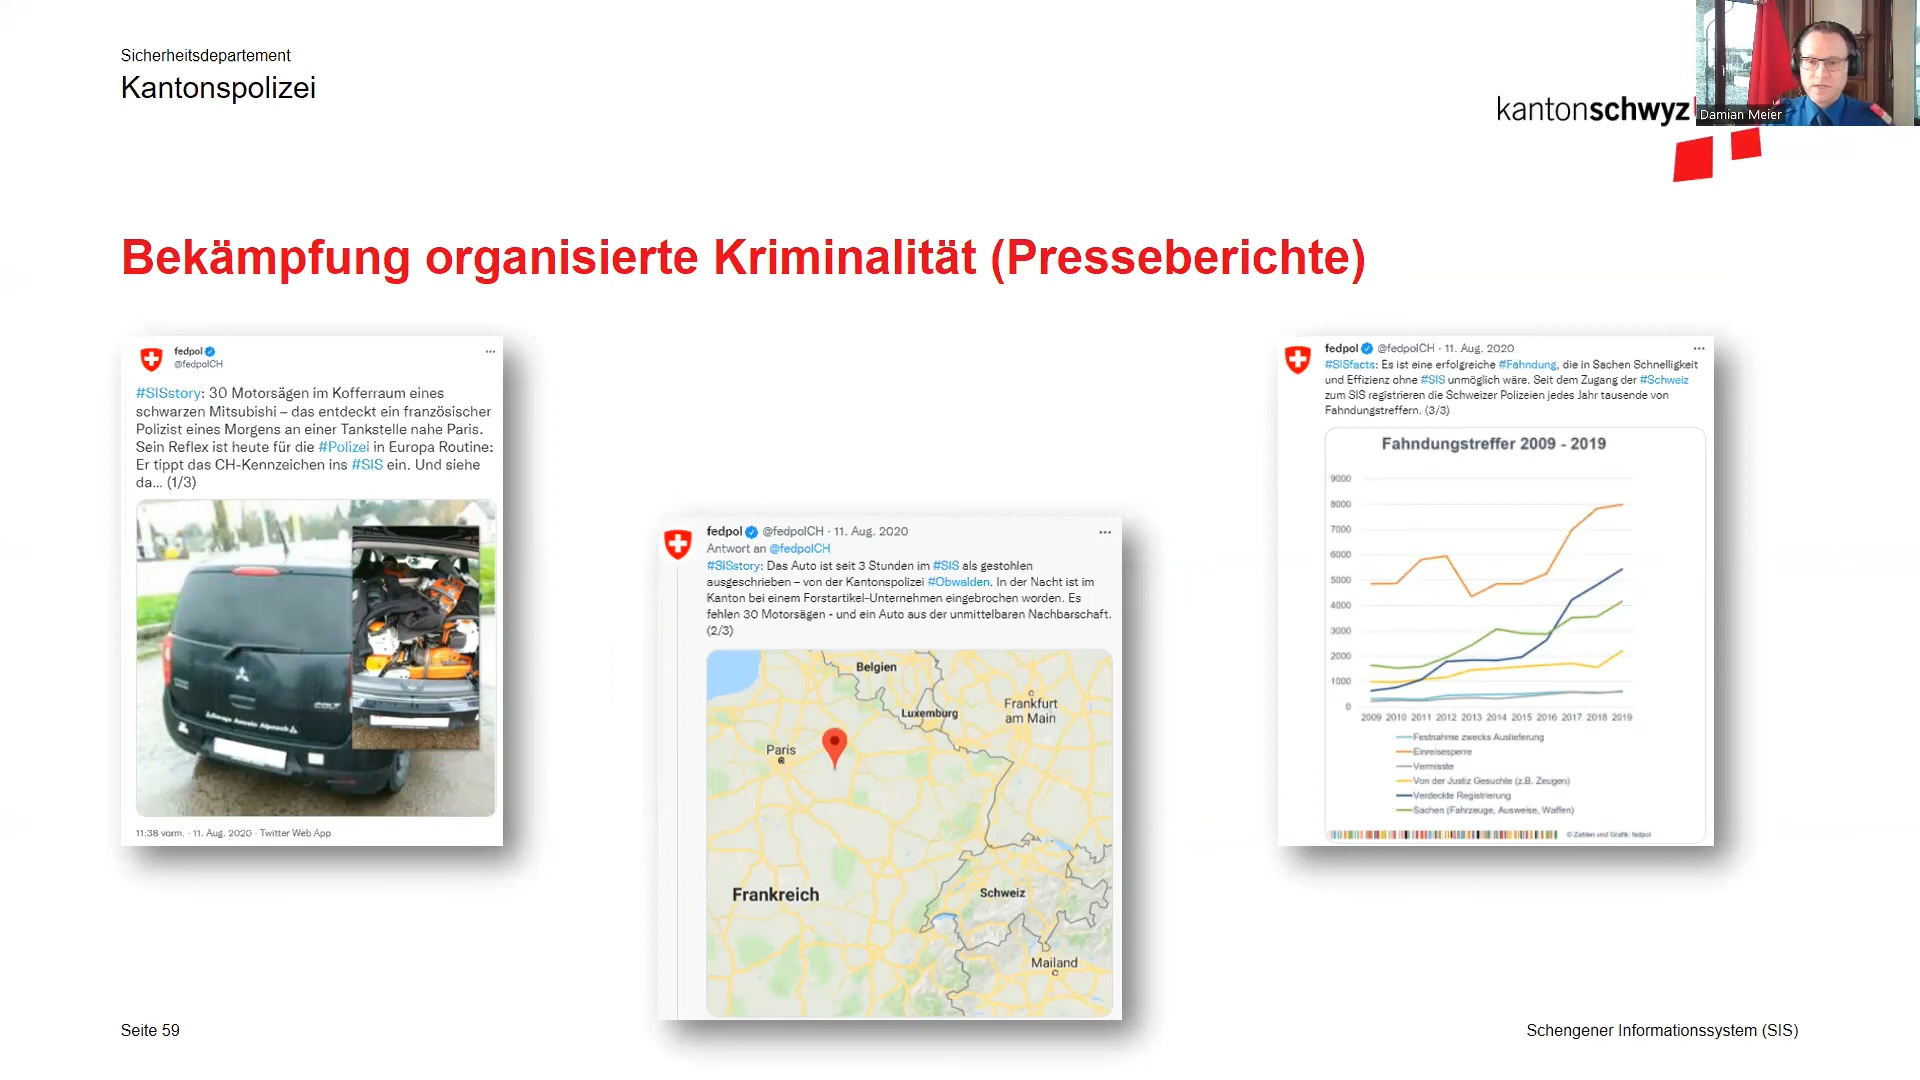 Sicherheitsdepartement
Kantonspolizei
kantonschwyz
Damian Meier
Bekämpfung organisierte Kriminalität (Presseberichte)
fedpol
@fedpolCH
#SISstory: 30 Motorsägen im Kofferraum eines
schwarzen Mitsubishi – das entdeckt ein französischer
Polizist eines Morgens an einer Tankstelle nahe Paris.
Sein Reflex ist heute für die #Polizei in Europa Routine:
Er tippt das CH-Kennzeichen ins #SIS ein. Und siehe
da... (1/3)
COLT
11:38 vorm. · 11. Aug. 2020 · Twitter Web App
fedpol @fedpolCH · 11. Aug. 2020
Antwort an @fedpolCH
#SISstory: Das Auto ist seit 3 Stunden im #SIS als gestohlen
ausgeschrieben – von der Kantonspolizei #Obwalden. In der Nacht ist im
Kanton bei einem Forstartikel-Unternehmen eingebrochen worden. Es
fehlen 30 Motorsägen - und ein Auto aus der unmittelbaren Nachbarschaft.
(2/3)
Belgien
Luxemburg
Frankfurt
am Main
Paris
Frankreich
Schweiz
Mailand
fedpol @fedpolCH · 11. Aug. 2020
#SISfacts: Es ist eine erfolgreiche #Fahndung, die in Sachen Schnelligkeit
und Effizienz ohne #SIS unmöglich wäre. Seit dem Zugang der #Schweiz
zum SIS registrieren die Schweizer Polizeien jedes Jahr tausende von
Fahndungstreffern. (3/3)
Fahndungstreffer 2009 - 2019
9000
8000
7000
6000
5000
4000
3000
2000
1000
0
2009 2010 2011 2012 2013 2014 2015 2016 2017 2018 2019
Festnahme zwecks Auslieferung
Einreisesperre
Vermisste
Von der Justiz Gesuchte (z.B. Zeugen)
Verdeckte Registrierung
Sachen (Fahrzeuge, Ausweise, Waffen)
© Zahlen und Grafik: fedpol
Seite 59
Schengener Informationssystem (SIS)